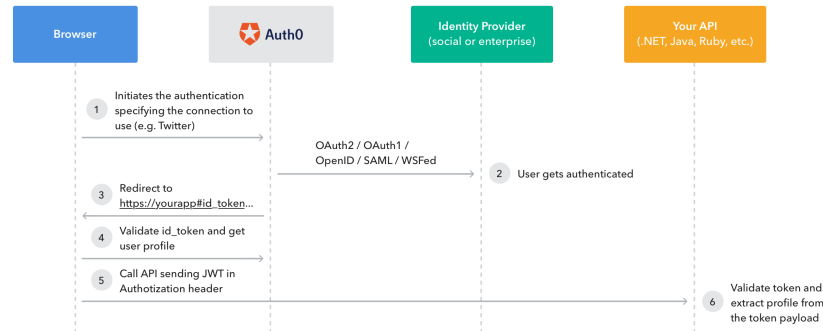 Browser
Auth0
Identity Provider
(social or enterprise)
Your API
(.NET, Java, Ruby, etc.)
1
Initiates the authentication
specifying the connection to
use (e.g. Twitter)
OAuth2 / OAuth1 /
OpenID / SAML / WSFed
2
User gets authenticated
3
Redirect to
https://yourapp#id_token...
4
Validate id_token and get
user profile
5
Call API sending JWT in
Authotization header
6
Validate token and
extract profile from
the token payload